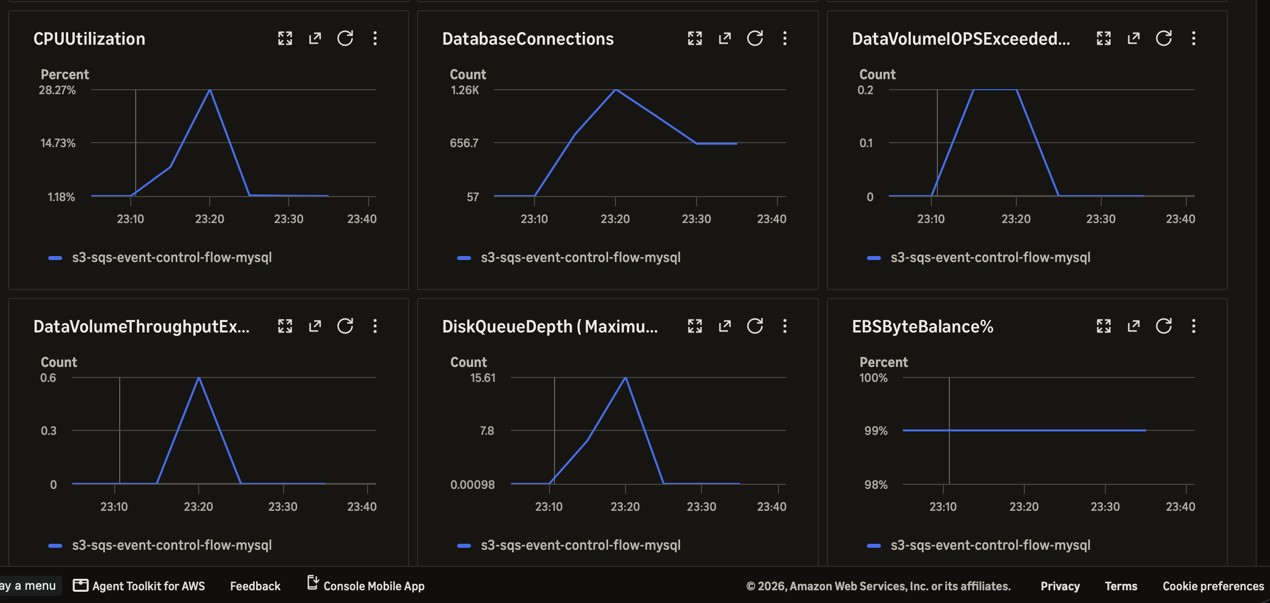 CPUUtilization
Percent
28.27%
14.73%
1.18%
23:10 23:20 23:30 23:40
s3-sqs-event-control-flow-mysql
DatabaseConnections
Count
1.26K
656.7
57
23:10 23:20 23:30 23:40
s3-sqs-event-control-flow-mysql
DataVolumeIOPSExceeded...
Count
0.2
0.1
0
23:10 23:20 23:30 23:40
s3-sqs-event-control-flow-mysql
DataVolumeThroughputEx...
Count
0.6
0.3
0
23:10 23:20 23:30 23:40
s3-sqs-event-control-flow-mysql
DiskQueueDepth ( Maximu...
Count
15.61
7.8
0.00098
23:10 23:20 23:30 23:40
s3-sqs-event-control-flow-mysql
EBSByteBalance%
Percent
100%
99%
98%
23:10 23:20 23:30 23:40
s3-sqs-event-control-flow-mysql
ay a menu Agent Toolkit for AWS Feedback Console Mobile App © 2026, Amazon Web Services, Inc. or its affiliates. Privacy Terms Cookie preferences